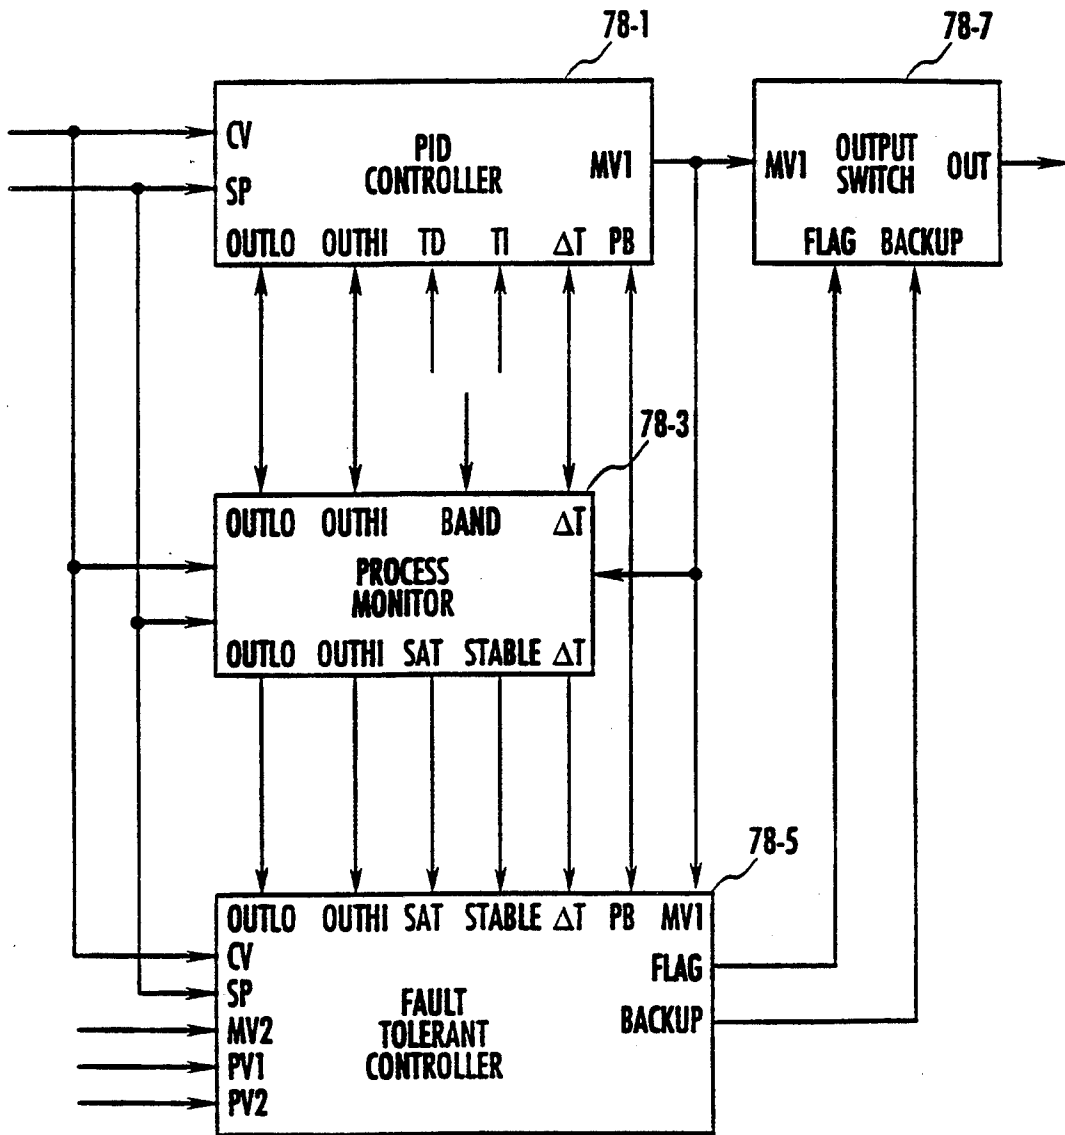 78-1
78-7
CV
PID
CONTROLLER
MV1
SP
OUTLO OUTHI TD TI ΔT PB
MV1
OUTPUT
SWITCH
OUT
FLAG BACKUP
78-3
OUTLO OUTHI BAND ΔT
PROCESS
MONITOR
OUTLO OUTHI SAT STABLE ΔT
78-5
OUTLO OUTHI SAT STABLE ΔT PB MV1
CV
FLAG
SP
FAULT
TOLERANT
CONTROLLER
BACKUP
MV2
PV1
PV2